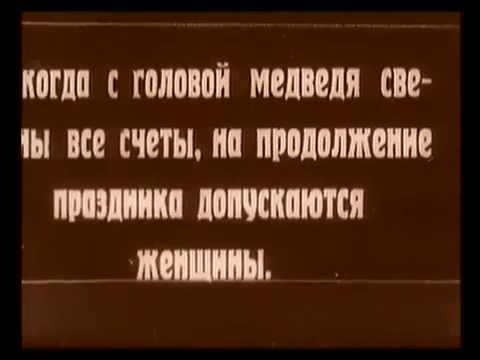 когда с головой медведя све-
ны все счеты, на продолжение
праздника допускаются
женщины.